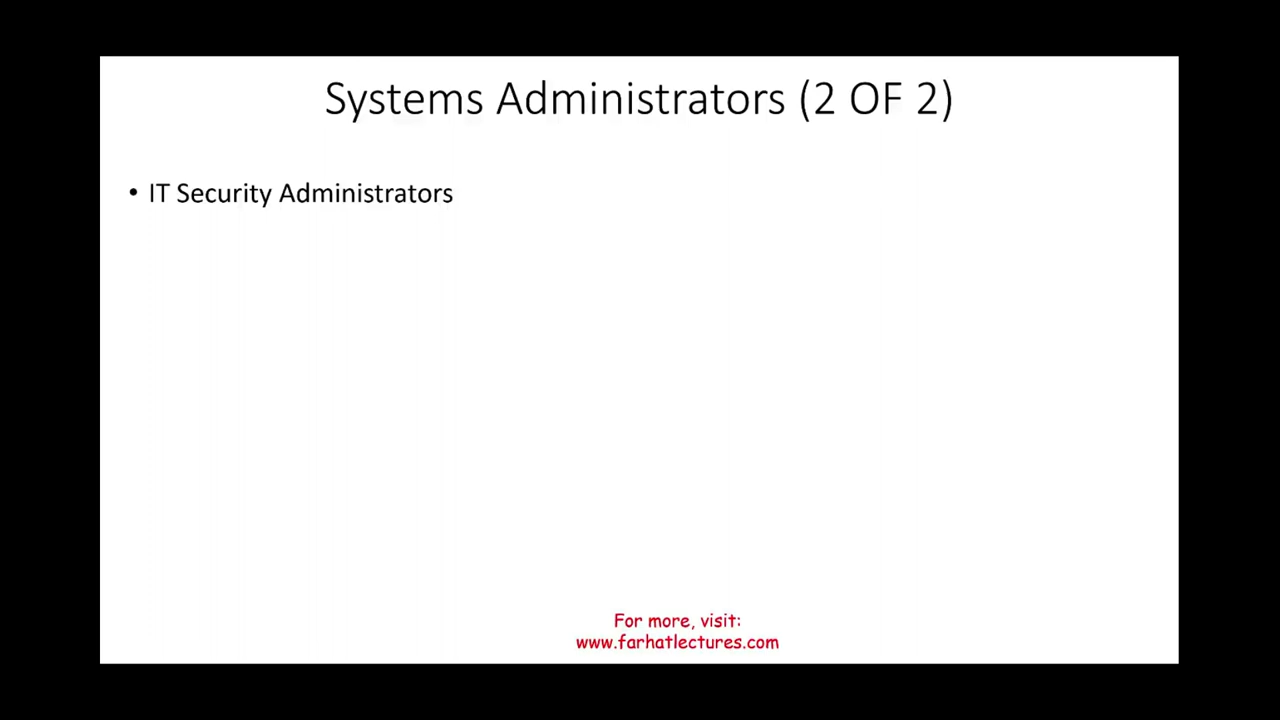 Systems Administrators (2 OF 2)
• IT Security Administrators
For more, visit:
www.farhatlectures.com